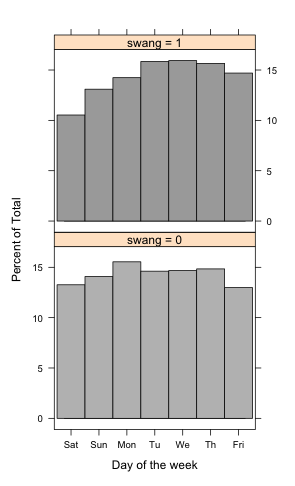 swang = 1
15
10
5
0
Percent of Total
swang = 0
15
10
5
0
Sat Sun Mon Tu We Th Fri
Day of the week